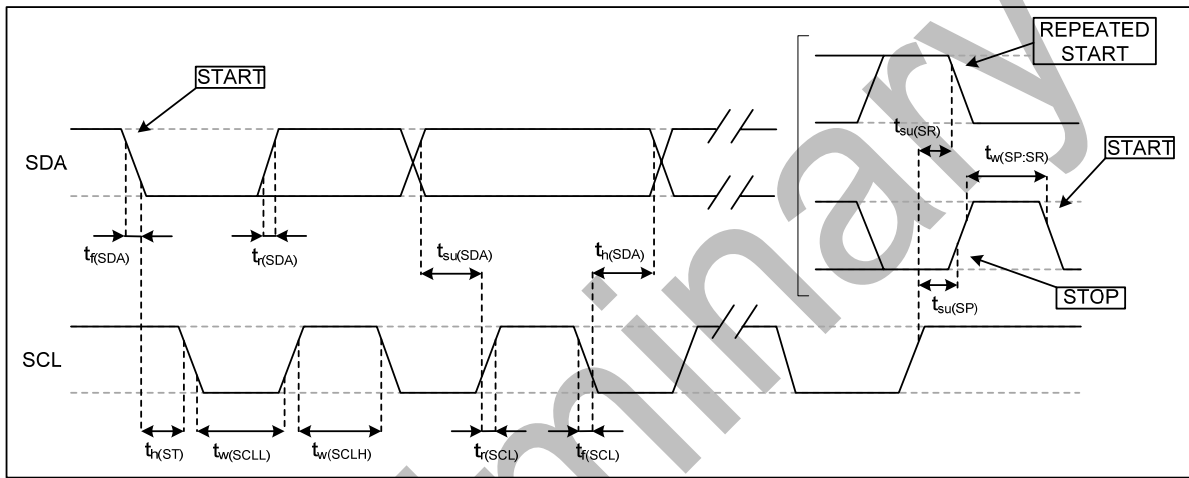 REPEATED
START
START
SDA
t_su(SR)
t_w(SP:SR)
START
t_f(SDA)
t_r(SDA)
t_su(SDA)
t_h(SDA)
t_su(SP)
STOP
SCL
t_h(ST)
t_w(SCLL)
t_w(SCLH)
t_r(SCL)
t_f(SCL)
iminary